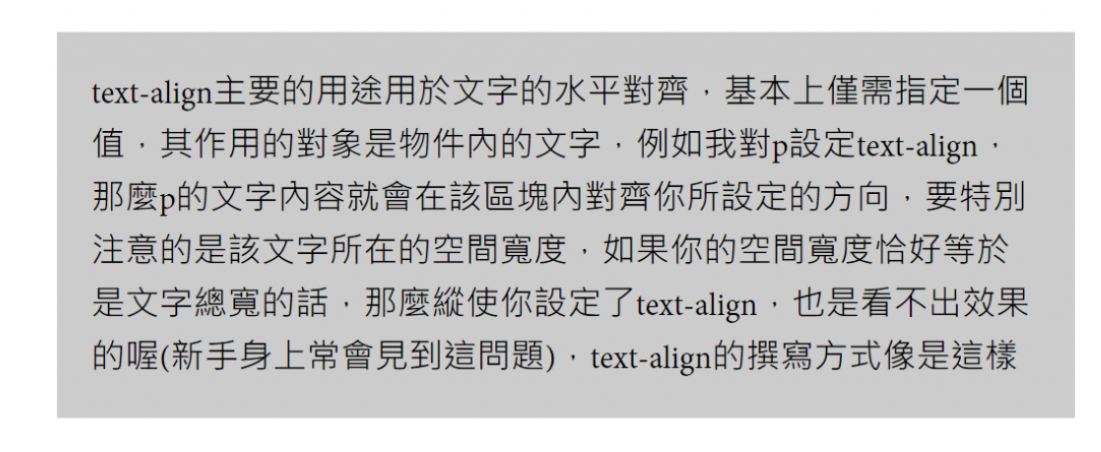 text-align主要的用途用於文字的水平對齊，基本上僅需指定一個
值，其作用的對象是物件內的文字，例如我對p設定text-align，
那麼p的文字內容就會在該區塊內對齊你所設定的方向，要特別
注意的是該文字所在的空間寬度，如果你的空間寬度恰好等於
是文字總寬的話，那麼縱使你設定了text-align，也是看不出效果
的喔(新手身上常會見到這問題)，text-align的撰寫方式像是這樣